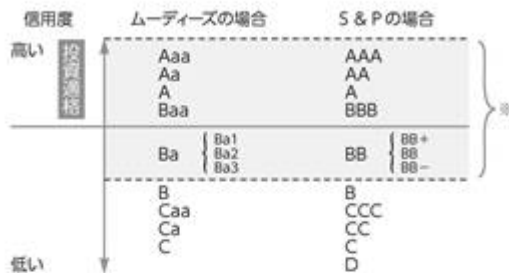 信用度 ムーディーズの場合 S & Pの場合
高い
投資適格
Aaa AAA
Aa AA
A A
Baa BBB
※
Ba1 BB+
Ba Ba2 BB BB
Ba3 BB−
B B
Caa CCC
Ca CC
C C
低い D